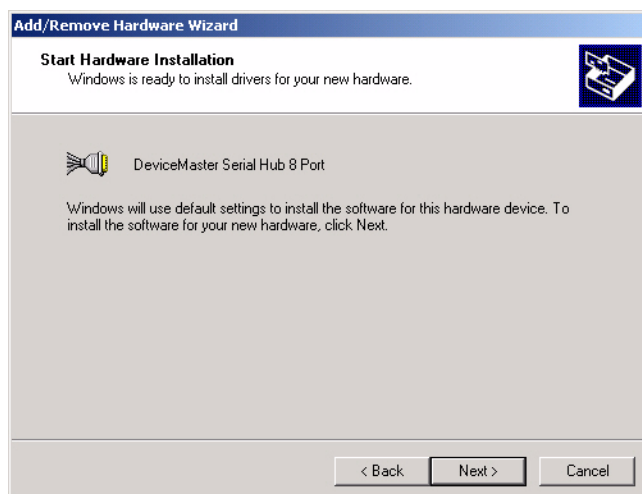 Add/Remove Hardware Wizard
Start Hardware Installation
Windows is ready to install drivers for your new hardware.
DeviceMaster Serial Hub 8 Port
Windows will use default settings to install the software for this hardware device. To
install the software for your new hardware, click Next.
< Back
Next >
Cancel